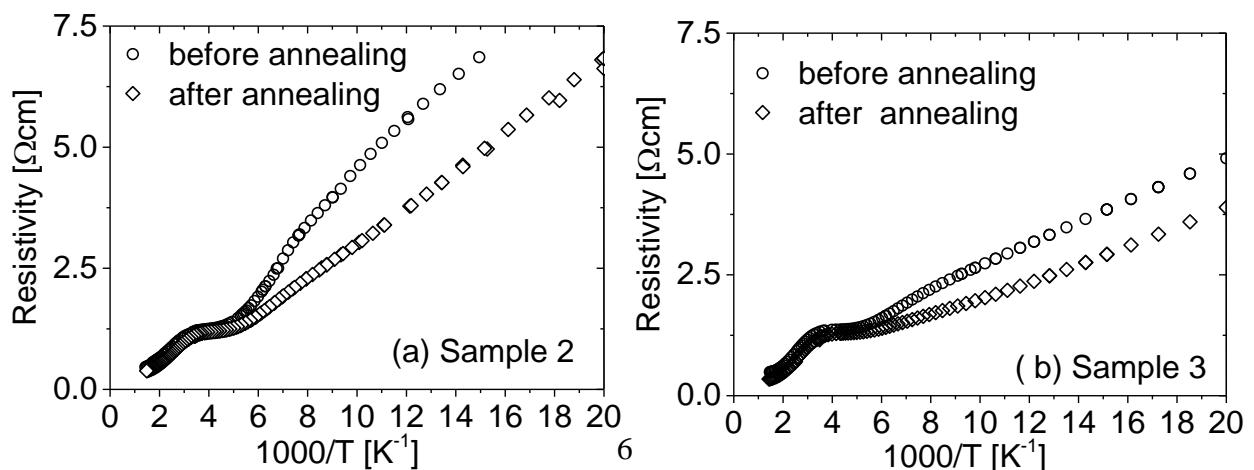 7.5
5.0
2.5
0.0
Resistivity [Ωcm]
before annealing
after annealing
(a) Sample 2
0 2 4 6 8 10 12 14 16 18 20
1000/T [K⁻¹]
6
7.5
5.0
2.5
0.0
Resistivity [Ωcm]
before annealing
after annealing
( b) Sample 3
0 2 4 6 8 10 12 14 16 18 20
1000/T [K⁻¹]